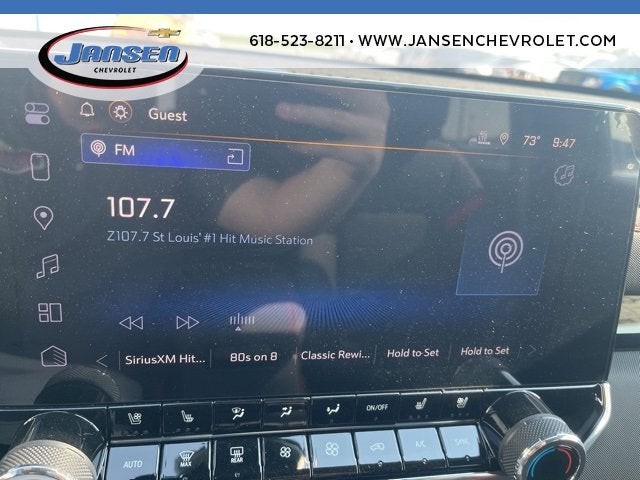 JANSEN
CHEVROLET
618-523-8211 • WWW.JANSENCHEVROLET.COM
Guest
73° 9:47
FM
107.7
Z107.7 St Louis' #1 Hit Music Station
SiriusXM Hit... 80s on 8 Classic Rewi... Hold to Set Hold to Set
ON/OFF
AUTO MAX REAR A/C SYNC